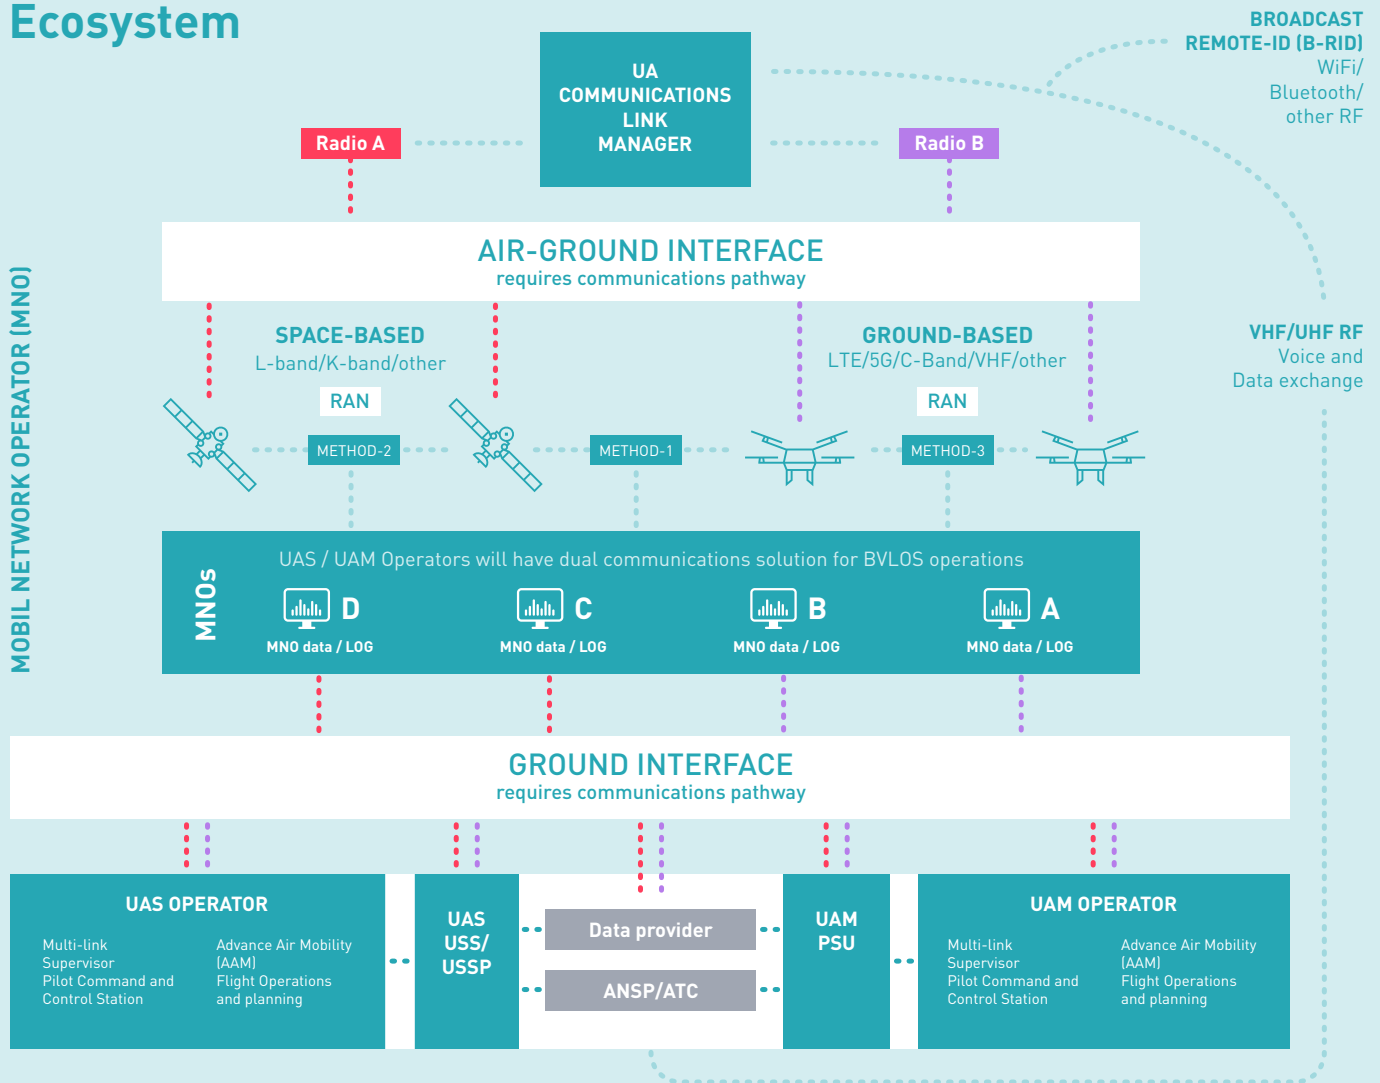 Ecosystem
BROADCAST
REMOTE-ID (B-RID)
WiFi/
Bluetooth/
other RF
UA
COMMUNICATIONS
LINK
MANAGER
Radio A
Radio B
AIR-GROUND INTERFACE
requires communications pathway
MOBIL NETWORK OPERATOR (MNO)
SPACE-BASED
L-band/K-band/other
RAN
GROUND-BASED
LTE/5G/C-Band/VHF/other
RAN
VHF/UHF RF
Voice and
Data exchange
METHOD-2
METHOD-1
METHOD-3
MNOs
UAS / UAM Operators will have dual communications solution for BVLOS operations
D
MNO data / LOG
C
MNO data / LOG
B
MNO data / LOG
A
MNO data / LOG
GROUND INTERFACE
requires communications pathway
UAS OPERATOR
Multi-link
Supervisor
Pilot Command and
Control Station
Advance Air Mobility
(AAM)
Flight Operations
and planning
UAS
USS/
USSP
Data provider
ANSP/ATC
UAM
PSU
UAM OPERATOR
Multi-link
Supervisor
Pilot Command and
Control Station
Advance Air Mobility
(AAM)
Flight Operations
and planning